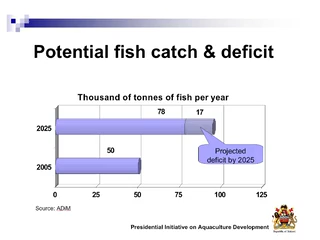 Potential fish catch & deficit
Thousand of tonnes of fish per year
78 17
2025
Projected
deficit by 2025
50
2005
0 25 50 75 100 125
Source: ADiM
Presidential Initiative on Aquaculture Development